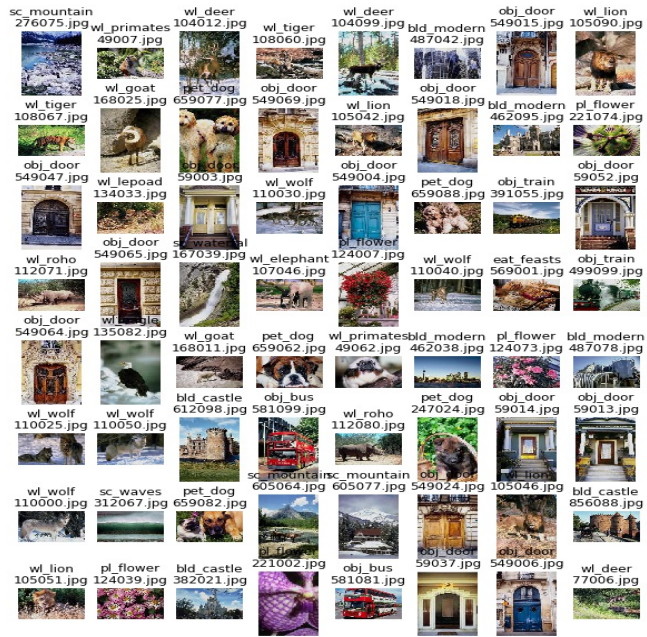 sc_mountain
276075.jpg
wl_primates
49007.jpg
wl_deer
104012.jpg
wl_tiger
108060.jpg
wl_deer
104099.jpg
bld_modern
487042.jpg
obj_door
549015.jpg
wl_lion
105090.jpg
wl_tiger
108067.jpg
wl_goat
168025.jpg
pet_dog
659077.jpg
obj_door
549069.jpg
wl_lion
105042.jpg
obj_door
549018.jpg
bld_modern
462095.jpg
pl_flower
221074.jpg
obj_door
549047.jpg
wl_lepoad
134033.jpg
obj_door
59003.jpg
wl_wolf
110030.jpg
obj_door
549004.jpg
pet_dog
659088.jpg
obj_train
391055.jpg
obj_door
59052.jpg
wl_roho
112071.jpg
obj_door
549065.jpg
sc_waterfal
167039.jpg
wl_elephant
107046.jpg
pl_flower
124007.jpg
wl_wolf
110040.jpg
eat_feasts
569001.jpg
obj_train
499099.jpg
obj_door
549064.jpg
wl_eagle
135082.jpg
wl_goat
168011.jpg
pet_dog
659062.jpg
wl_primates
49062.jpg
bld_modern
462038.jpg
pl_flower
124073.jpg
bld_modern
487078.jpg
wl_wolf
110025.jpg
wl_wolf
110050.jpg
bld_castle
612098.jpg
obj_bus
581099.jpg
wl_roho
112080.jpg
pet_dog
247024.jpg
obj_door
59014.jpg
obj_door
59013.jpg
wl_wolf
110000.jpg
sc_waves
312067.jpg
pet_dog
659082.jpg
sc_mountain
605064.jpg
sc_mountain
605077.jpg
obj_door
549024.jpg
wl_lion
105046.jpg
bld_castle
856088.jpg
wl_lion
105051.jpg
pl_flower
124039.jpg
bld_castle
382021.jpg
pl_flower
221002.jpg
obj_bus
581081.jpg
obj_door
59037.jpg
obj_door
549006.jpg
wl_deer
77006.jpg